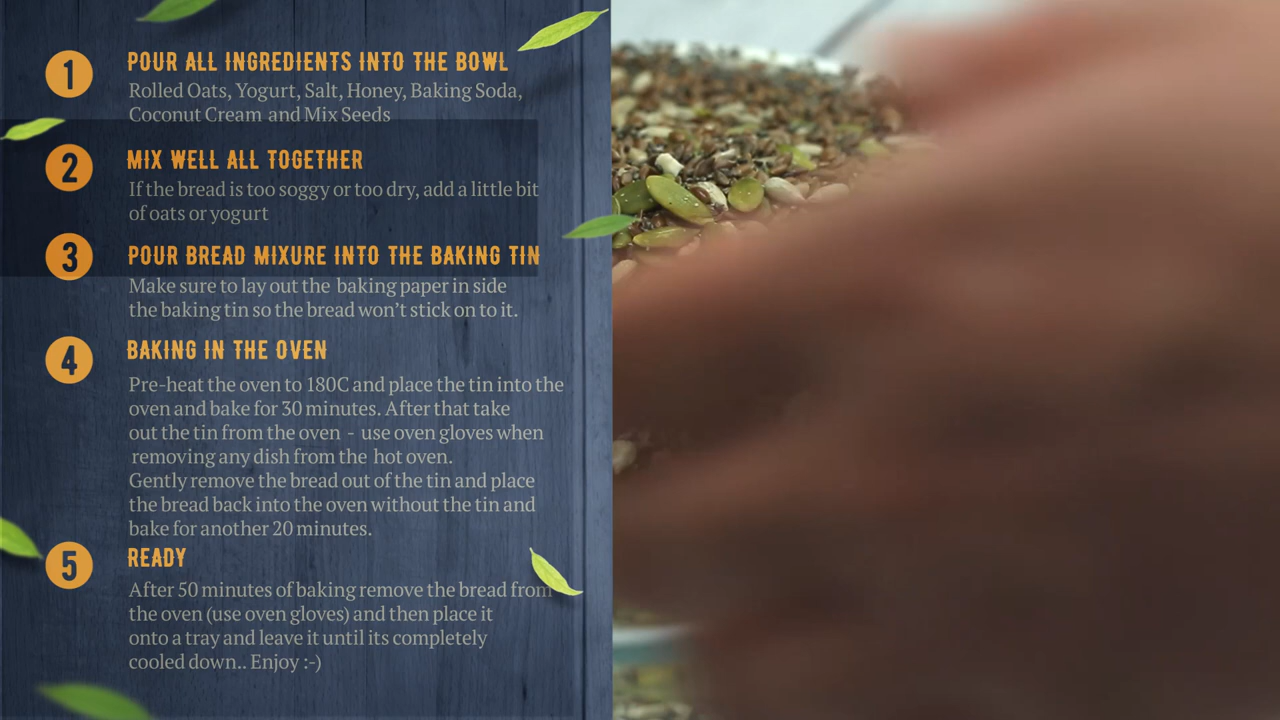 1
POUR ALL INGREDIENTS INTO THE BOWL
Rolled Oats, Yogurt, Salt, Honey, Baking Soda,
Coconut Cream and Mix Seeds
2
MIX WELL ALL TOGETHER
If the bread is too soggy or too dry, add a little bit
of oats or yogurt
3
POUR BREAD MIXURE INTO THE BAKING TIN
Make sure to lay out the baking paper in side
the baking tin so the bread won't stick on to it.
4
BAKING IN THE OVEN
Pre-heat the oven to 180C and place the tin into the
oven and bake for 30 minutes. After that take
out the tin from the oven - use oven gloves when
removing any dish from the hot oven.
Gently remove the bread out of the tin and place
the bread back into the oven without the tin and
bake for another 20 minutes.
5
READY
After 50 minutes of baking remove the bread from
the oven (use oven gloves) and then place it
onto a tray and leave it until its completely
cooled down.. Enjoy :-)